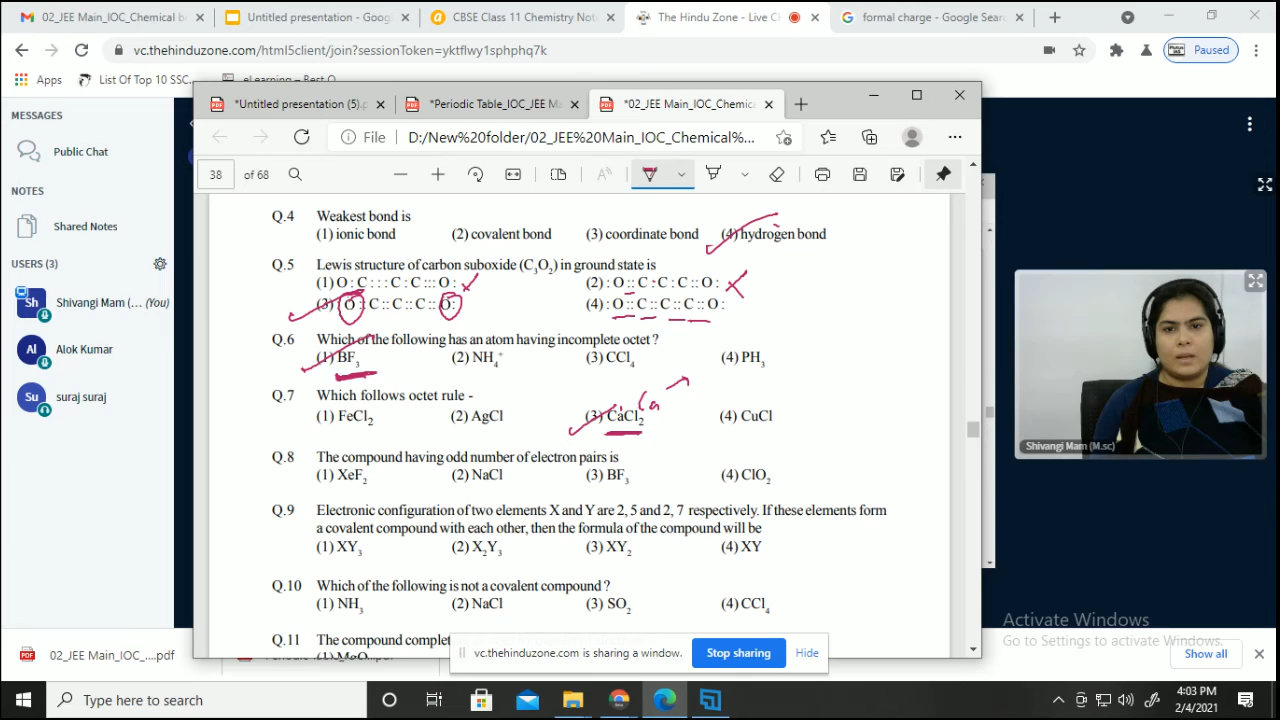 02_JEE Main_IOC_Chemical b
Untitled presentation - Goog
CBSE Class 11 Chemistry Not
The Hindu Zone - Live C
formal charge - Google Sear
vc.thehinduzone.com/html5client/join?sessionToken=yktflwy1sphphq7k
Paused
Apps
List Of Top 10 SSC...
eLearning – Best O
MESSAGES
Public Chat
NOTES
Shared Notes
USERS (3)
Sh
Shivangi Mam (... (You)
Al
Alok Kumar
Su
suraj suraj
*Untitled presentation (5).p
*Periodic Table_IOC_JEE Ma
*02_JEE Main_IOC_Chemica
File
D:/New%20folder/02_JEE%20Main_IOC_Chemical%...
38 of 68
Q.4 Weakest bond is
(1) ionic bond (2) covalent bond (3) coordinate bond (4) hydrogen bond
Q.5 Lewis structure of carbon suboxide (C₃O₂) in ground state is
(1) O : C : : : C : C ::: O : (2) : O :: C : C : C :: O :
(3) : O :: C :: C :: C :: O : (4) : O :: C :: C :: C :: O :
Q.6 Which of the following has an atom having incomplete octet ?
(1) BF₃ (2) NH₄⁺ (3) CCl₄ (4) PH₃
Q.7 Which follows octet rule -
Ca
(1) FeCl₂ (2) AgCl (3) CaCl₂ (4) CuCl
Q.8 The compound having odd number of electron pairs is
(1) XeF₂ (2) NaCl (3) BF₃ (4) ClO₂
Q.9 Electronic configuration of two elements X and Y are 2, 5 and 2, 7 respectively. If these elements form
a covalent compound with each other, then the formula of the compound will be
(1) XY₃ (2) X₂Y₃ (3) XY₂ (4) XY
Q.10 Which of the following is not a covalent compound ?
(1) NH₃ (2) NaCl (3) SO₂ (4) CCl₄
Q.11 The compound complet
vc.thehinduzone.com is sharing a window.
Stop sharing
Hide
Shivangi Mam (M.sc)
Activate Windows
Go to Settings to activate Windows.
02_JEE Main_IOC_....pdf
Show all
Type here to search
4:03 PM
2/4/2021